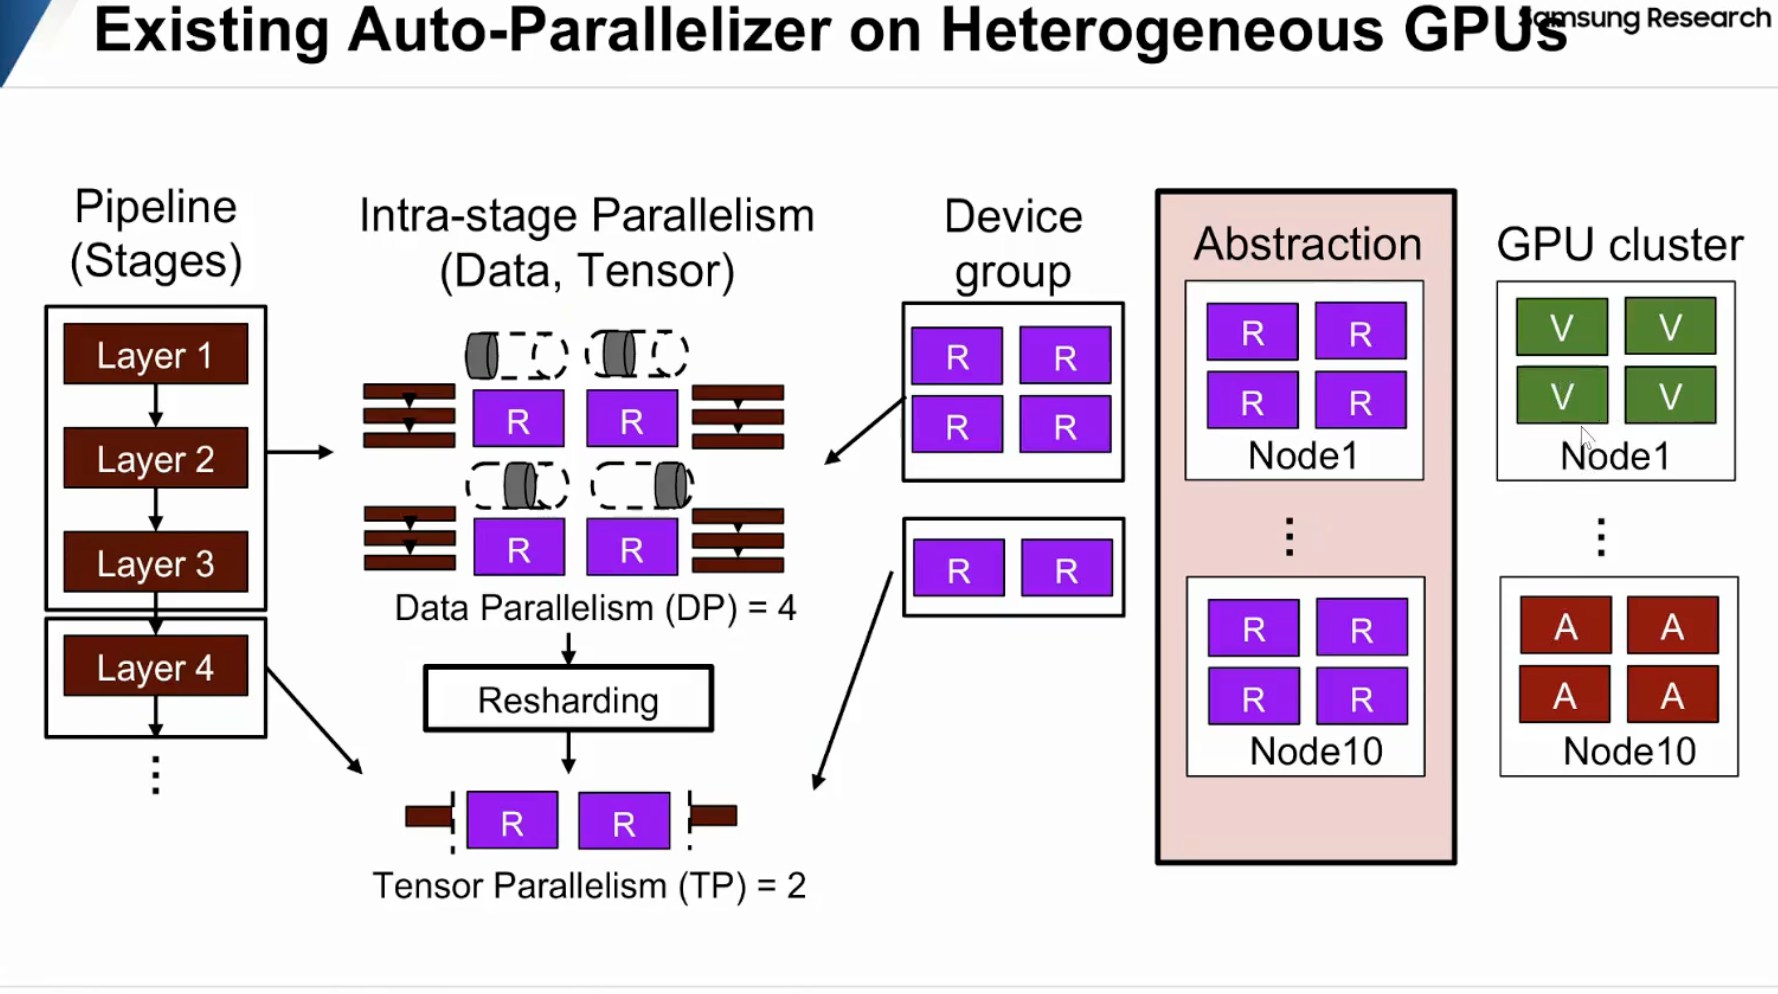 Existing Auto-Parallelizer on Heterogeneous GPUs
Samsung Research
Pipeline
(Stages)
Layer 1
Layer 2
Layer 3
Layer 4
Intra-stage Parallelism
(Data, Tensor)
R R
R R
Data Parallelism (DP) = 4
Resharding
R R
Tensor Parallelism (TP) = 2
Device
group
R R
R R
R R
Abstraction
R R
R R
Node1
R R
R R
Node10
GPU cluster
V V
V V
Node1
A A
A A
Node10